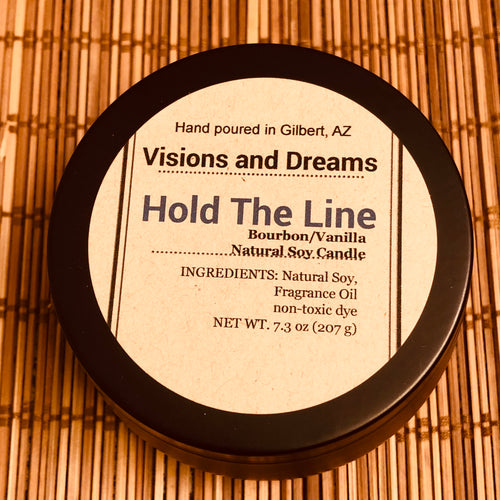 Hand poured in Gilbert, AZ
Visions and Dreams
Hold The Line
Bourbon/Vanilla
Natural Soy Candle
INGREDIENTS: Natural Soy,
Fragrance Oil
non-toxic dye
NET WT. 7.3 oz (207 g)